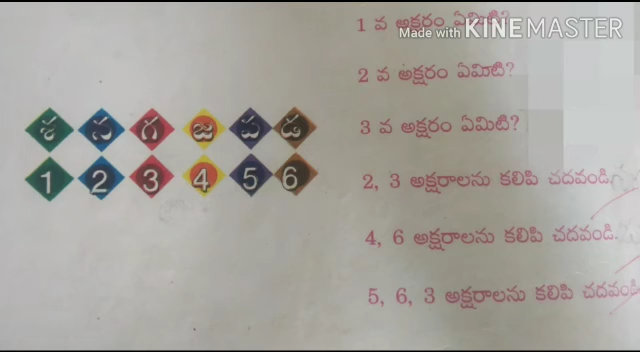 1 వ అక్షరం ఏమిటి?
Made with KINEMASTER
2 వ అక్షరం ఏమిటి?
3 వ అక్షరం ఏమిటి?
శ న గ జ ప డ
1 2 3 4 5 6
2, 3 అక్షరాలను కలిపి చదవండి.
4, 6 అక్షరాలను కలిపి చదవండి.
5, 6, 3 అక్షరాలను కలిపి చదవండి